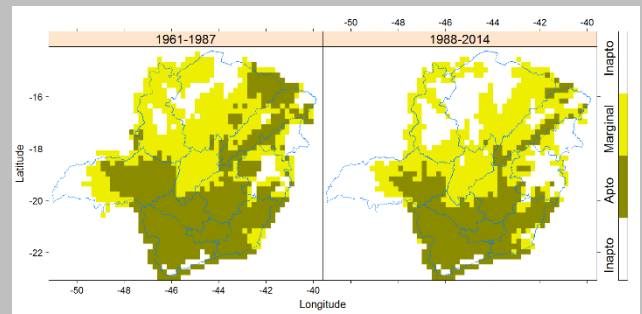 -50 -48 -46 -44 -42 -40
1961-1987 1988-2014
-16
-18
-20
-22
Latitude
-50 -48 -46 -44 -42 -40
Longitude
Inapto
Marginal
Apto
Inapto